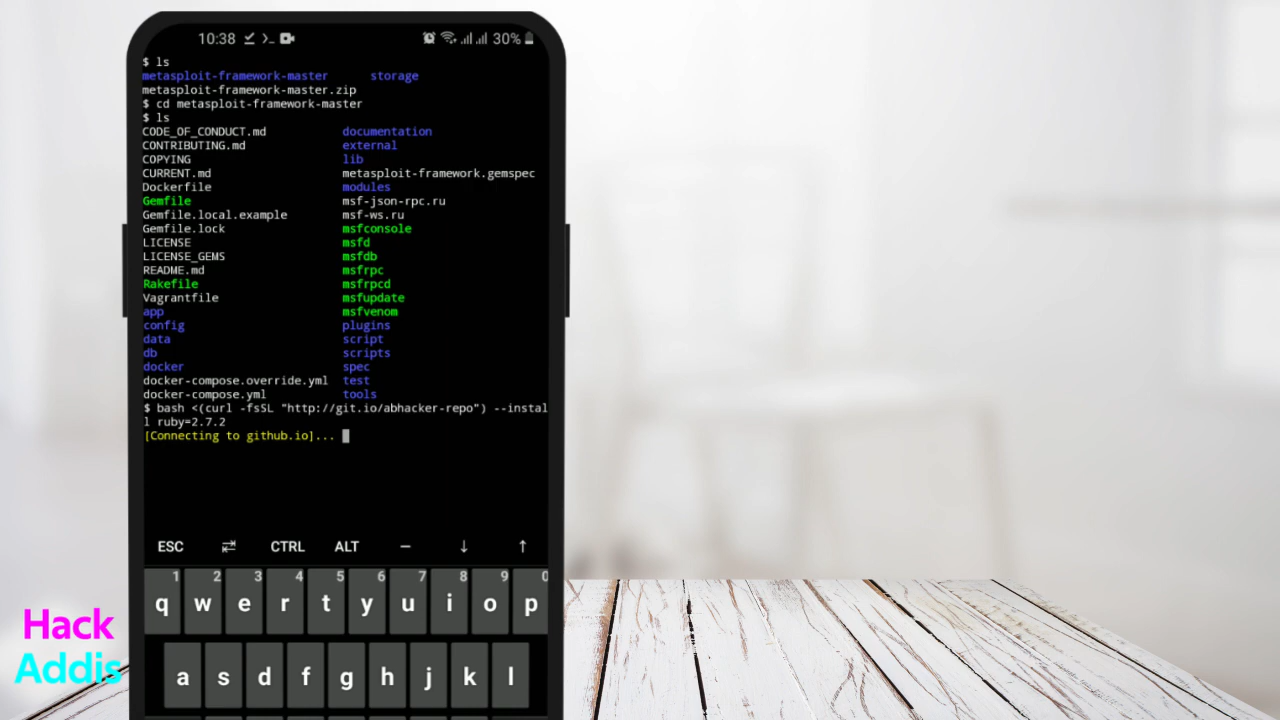 10:38 30%
$ ls
metasploit-framework-master storage
metasploit-framework-master.zip
$ cd metasploit-framework-master
$ ls
CODE_OF_CONDUCT.md documentation
CONTRIBUTING.md external
COPYING lib
CURRENT.md metasploit-framework.gemspec
Dockerfile modules
Gemfile msf-json-rpc.ru
Gemfile.local.example msf-ws.ru
Gemfile.lock msfconsole
LICENSE msfd
LICENSE_GEMS msfdb
README.md msfrpc
Rakefile msfrpcd
Vagrantfile msfupdate
app msfvenom
config plugins
data script
db scripts
docker spec
docker-compose.override.yml test
docker-compose.yml tools
$ bash <(curl -fsSL "http://git.io/abhacker-repo") --instal
l ruby=2.7.2
[Connecting to github.io]...
ESC ⇄ CTRL ALT — ↓ ↑
1 2 3 4 5 6 7 8 9 0
q w e r t y u i o p
a s d f g h j k l
Hack
Addis